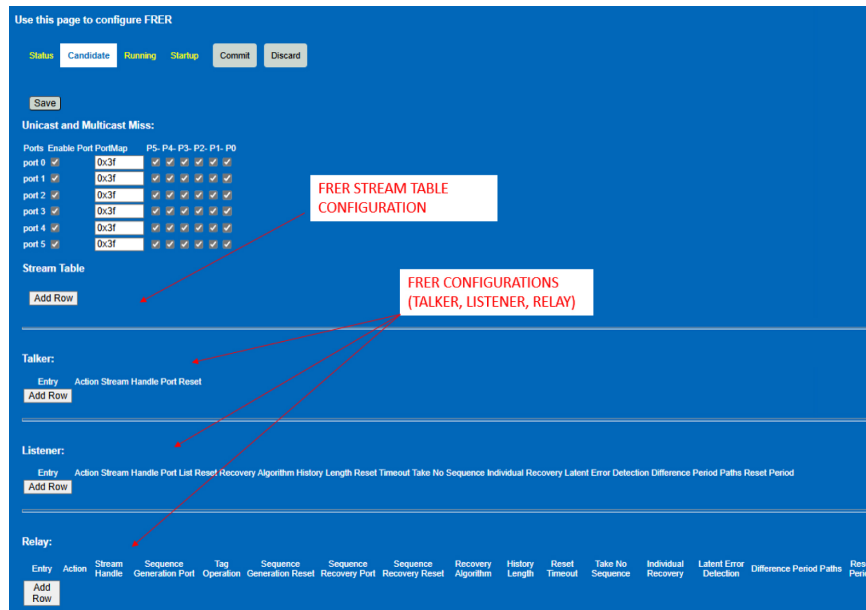 Use this page to configure FRER
Status Candidate Running Startup Commit Discard
Save
Unicast and Multicast Miss:
Ports Enable Port PortMap P5- P4- P3- P2- P1- P0
port 0 0x3f
port 1 0x3f
port 2 0x3f
port 3 0x3f
port 4 0x3f
port 5 0x3f
FRER STREAM TABLE
CONFIGURATION
Stream Table
Add Row
FRER CONFIGURATIONS
(TALKER, LISTENER, RELAY)
Talker:
Entry Action Stream Handle Port Reset
Add Row
Listener:
Entry Action Stream Handle Port List Reset Recovery Algorithm History Length Reset Timeout Take No Sequence Individual Recovery Latent Error Detection Difference Period Paths Reset Period
Add Row
Relay:
Entry Action Stream Handle Sequence Generation Port Tag Operation Sequence Generation Reset Sequence Recovery Port Sequence Recovery Reset Recovery Algorithm History Length Reset Timeout Take No Sequence Individual Recovery Latent Error Detection Difference Period Paths
Add Row